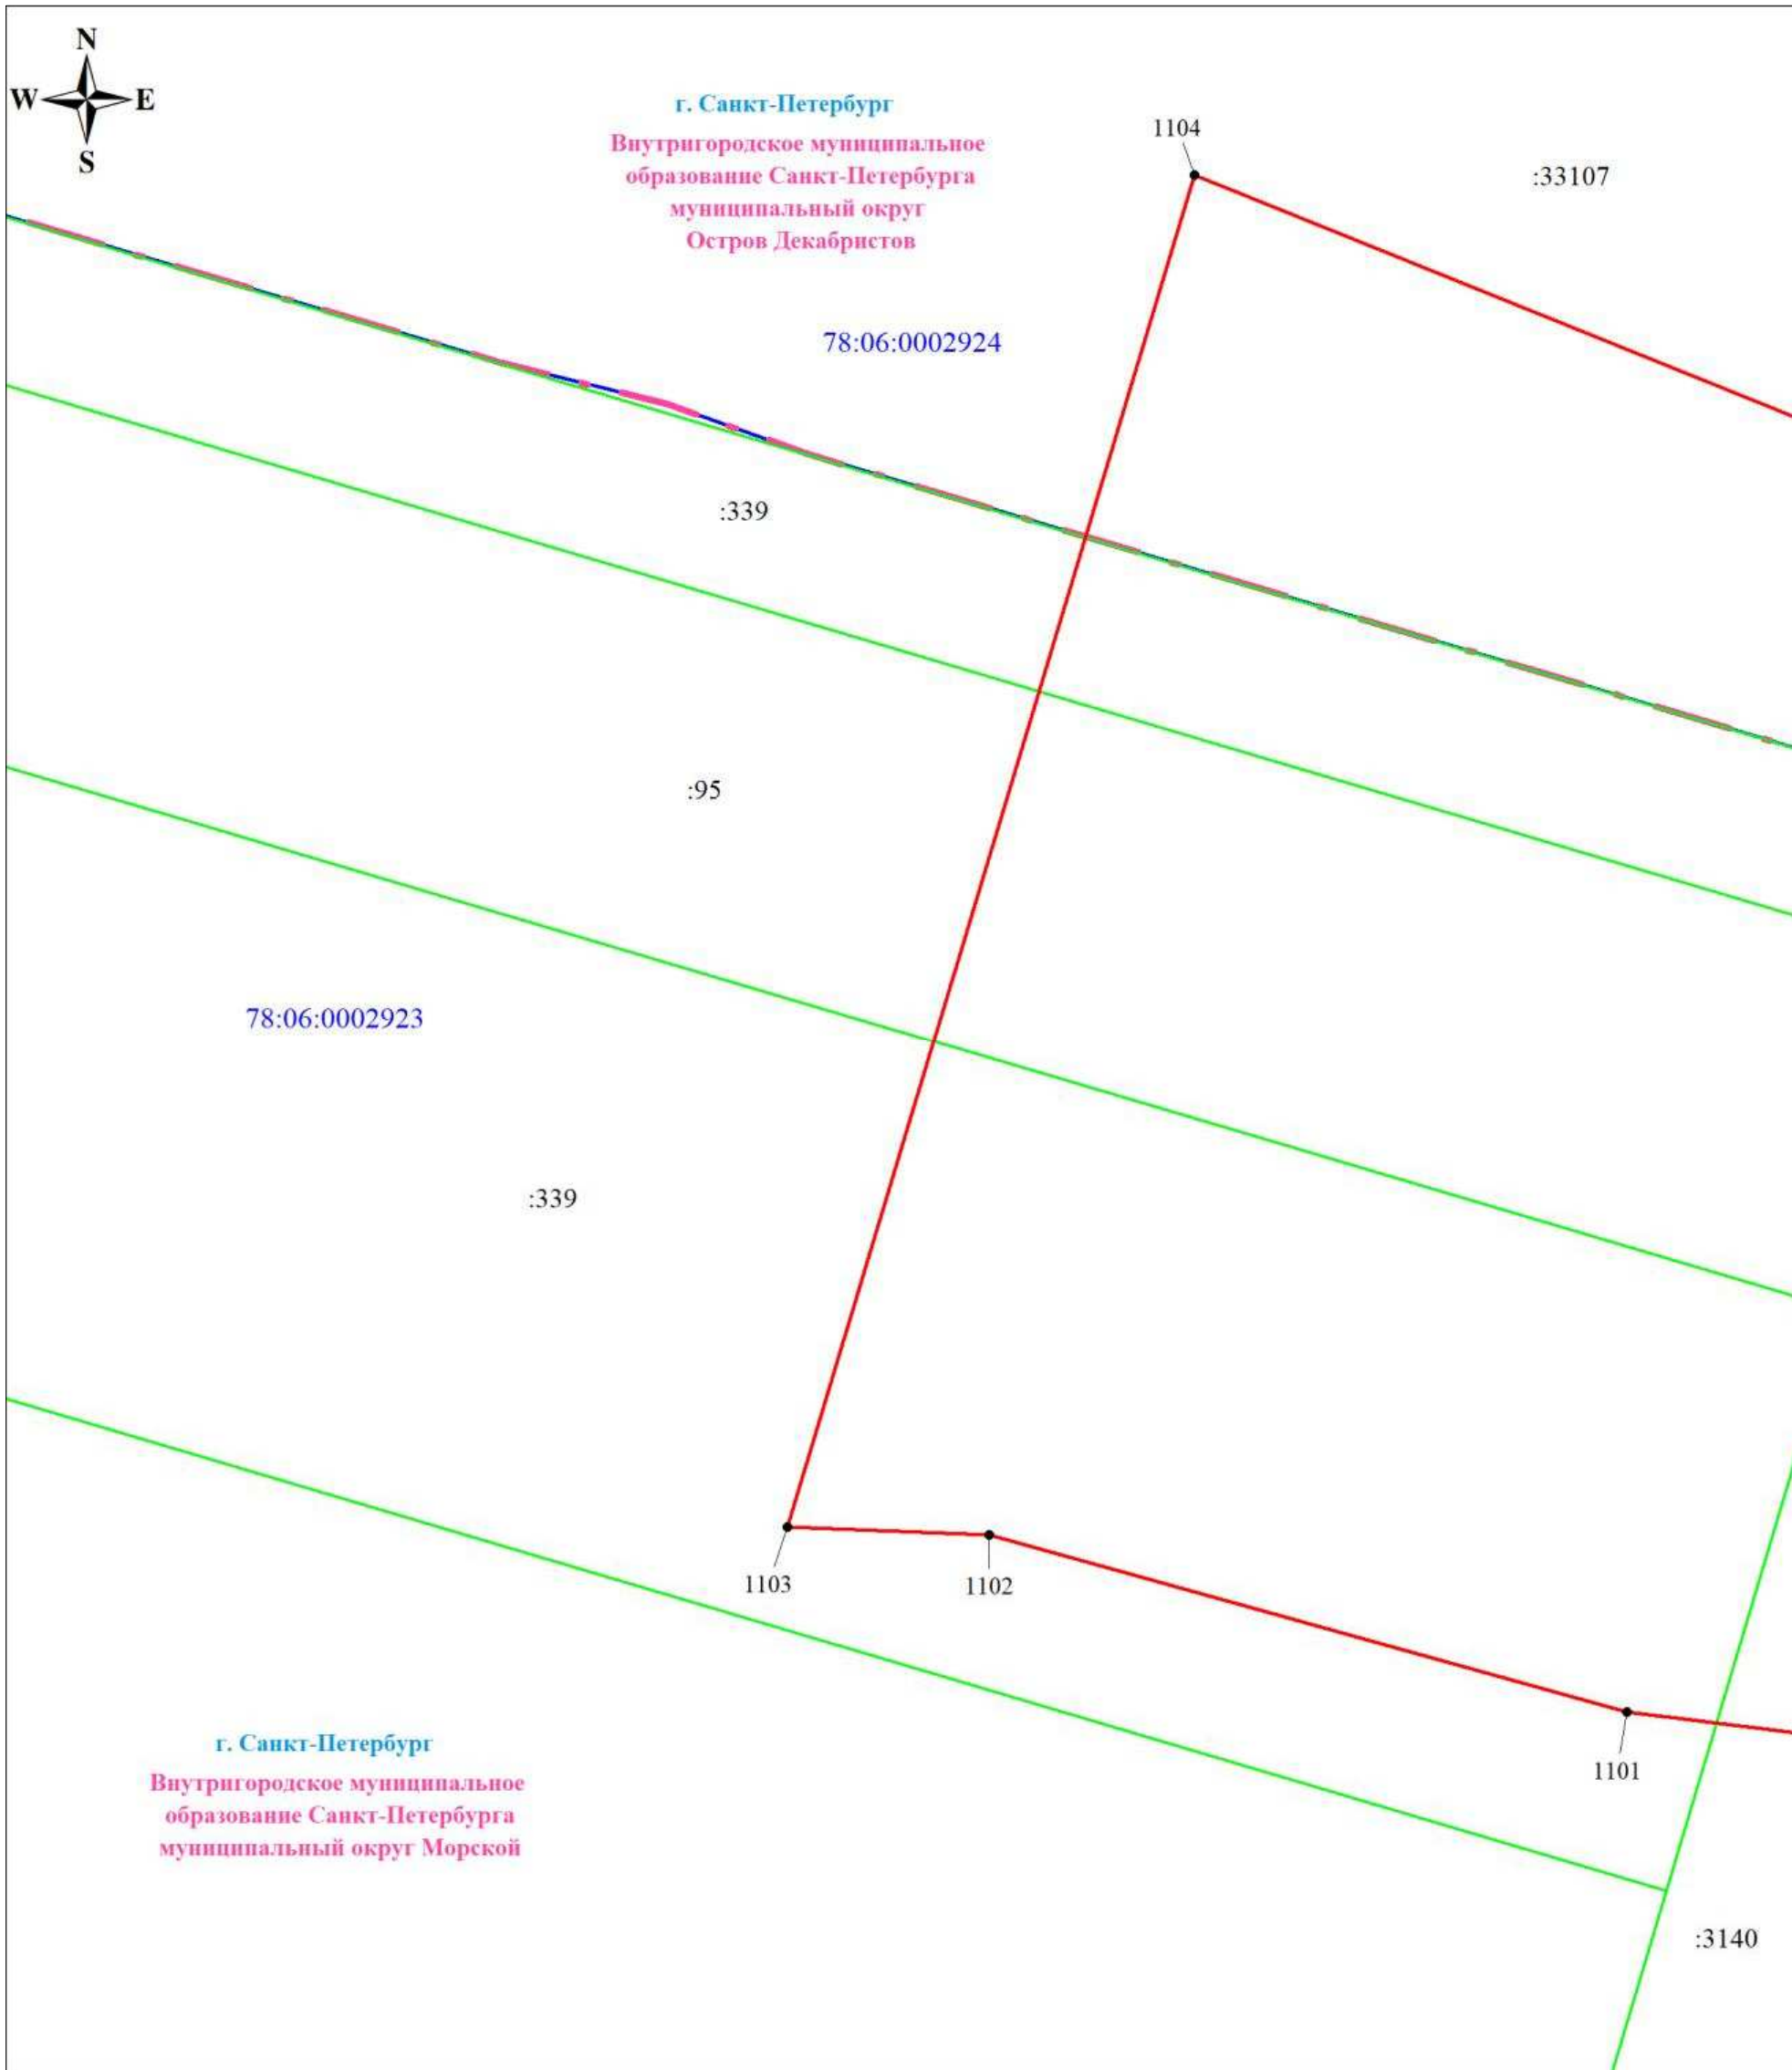 N
W E
S
г. Санкт-Петербург
Внутригородское муниципальное
образование Санкт-Петербурга
муниципальный округ
Остров Декабристов
1104
:33107
78:06:0002924
:339
:95
78:06:0002923
:339
1103
1102
1101
г. Санкт-Петербург
Внутригородское муниципальное
образование Санкт-Петербурга
муниципальный округ Морской
:3140